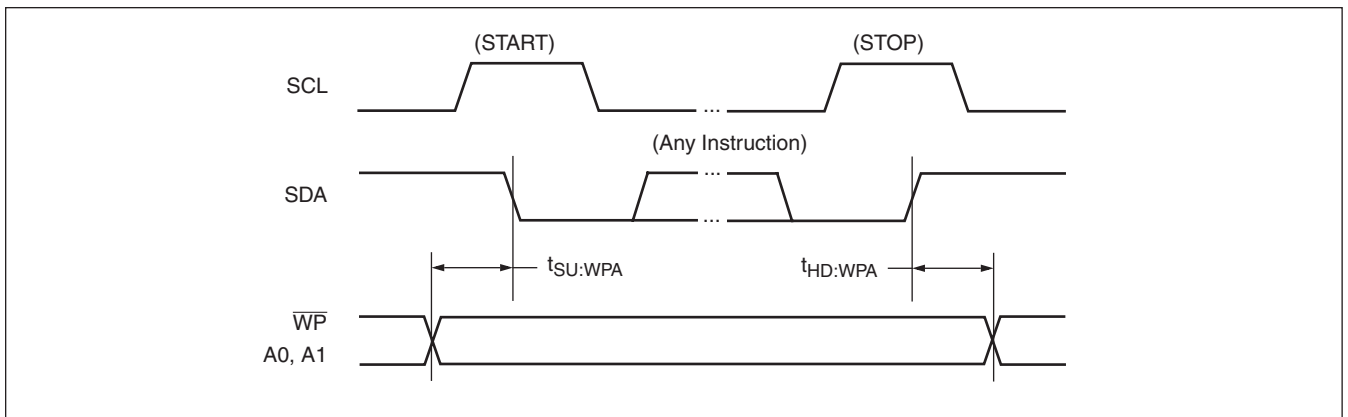 (START)
(STOP)
SCL
...
(Any Instruction)
...
SDA
...
tSU:WPA
tHD:WPA
WP
A0, A1